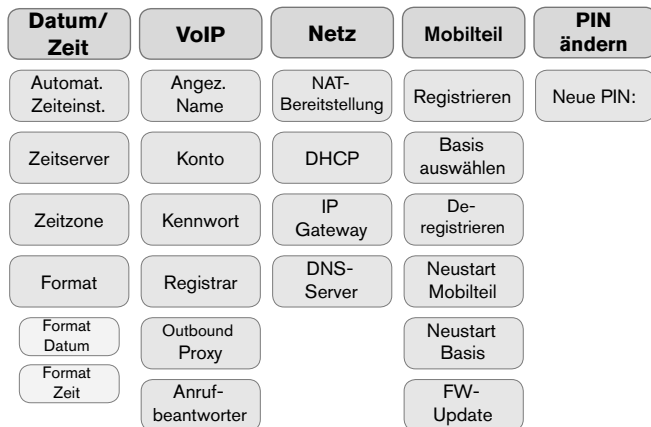 Datum/
Zeit
VoIP
Netz
Mobilteil
PIN
ändern
Automat.
Zeiteinst.
Angez.
Name
NAT-
Bereitstellung
Registrieren
Neue PIN:
Zeitserver
Konto
DHCP
Basis
auswählen
Zeitzone
Kennwort
IP
Gateway
De-
registrieren
Format
Registrar
DNS-
Server
Neustart
Mobilteil
Format
Datum
Outbound
Proxy
Neustart
Basis
Format
Zeit
Anruf-
beantworter
FW-
Update